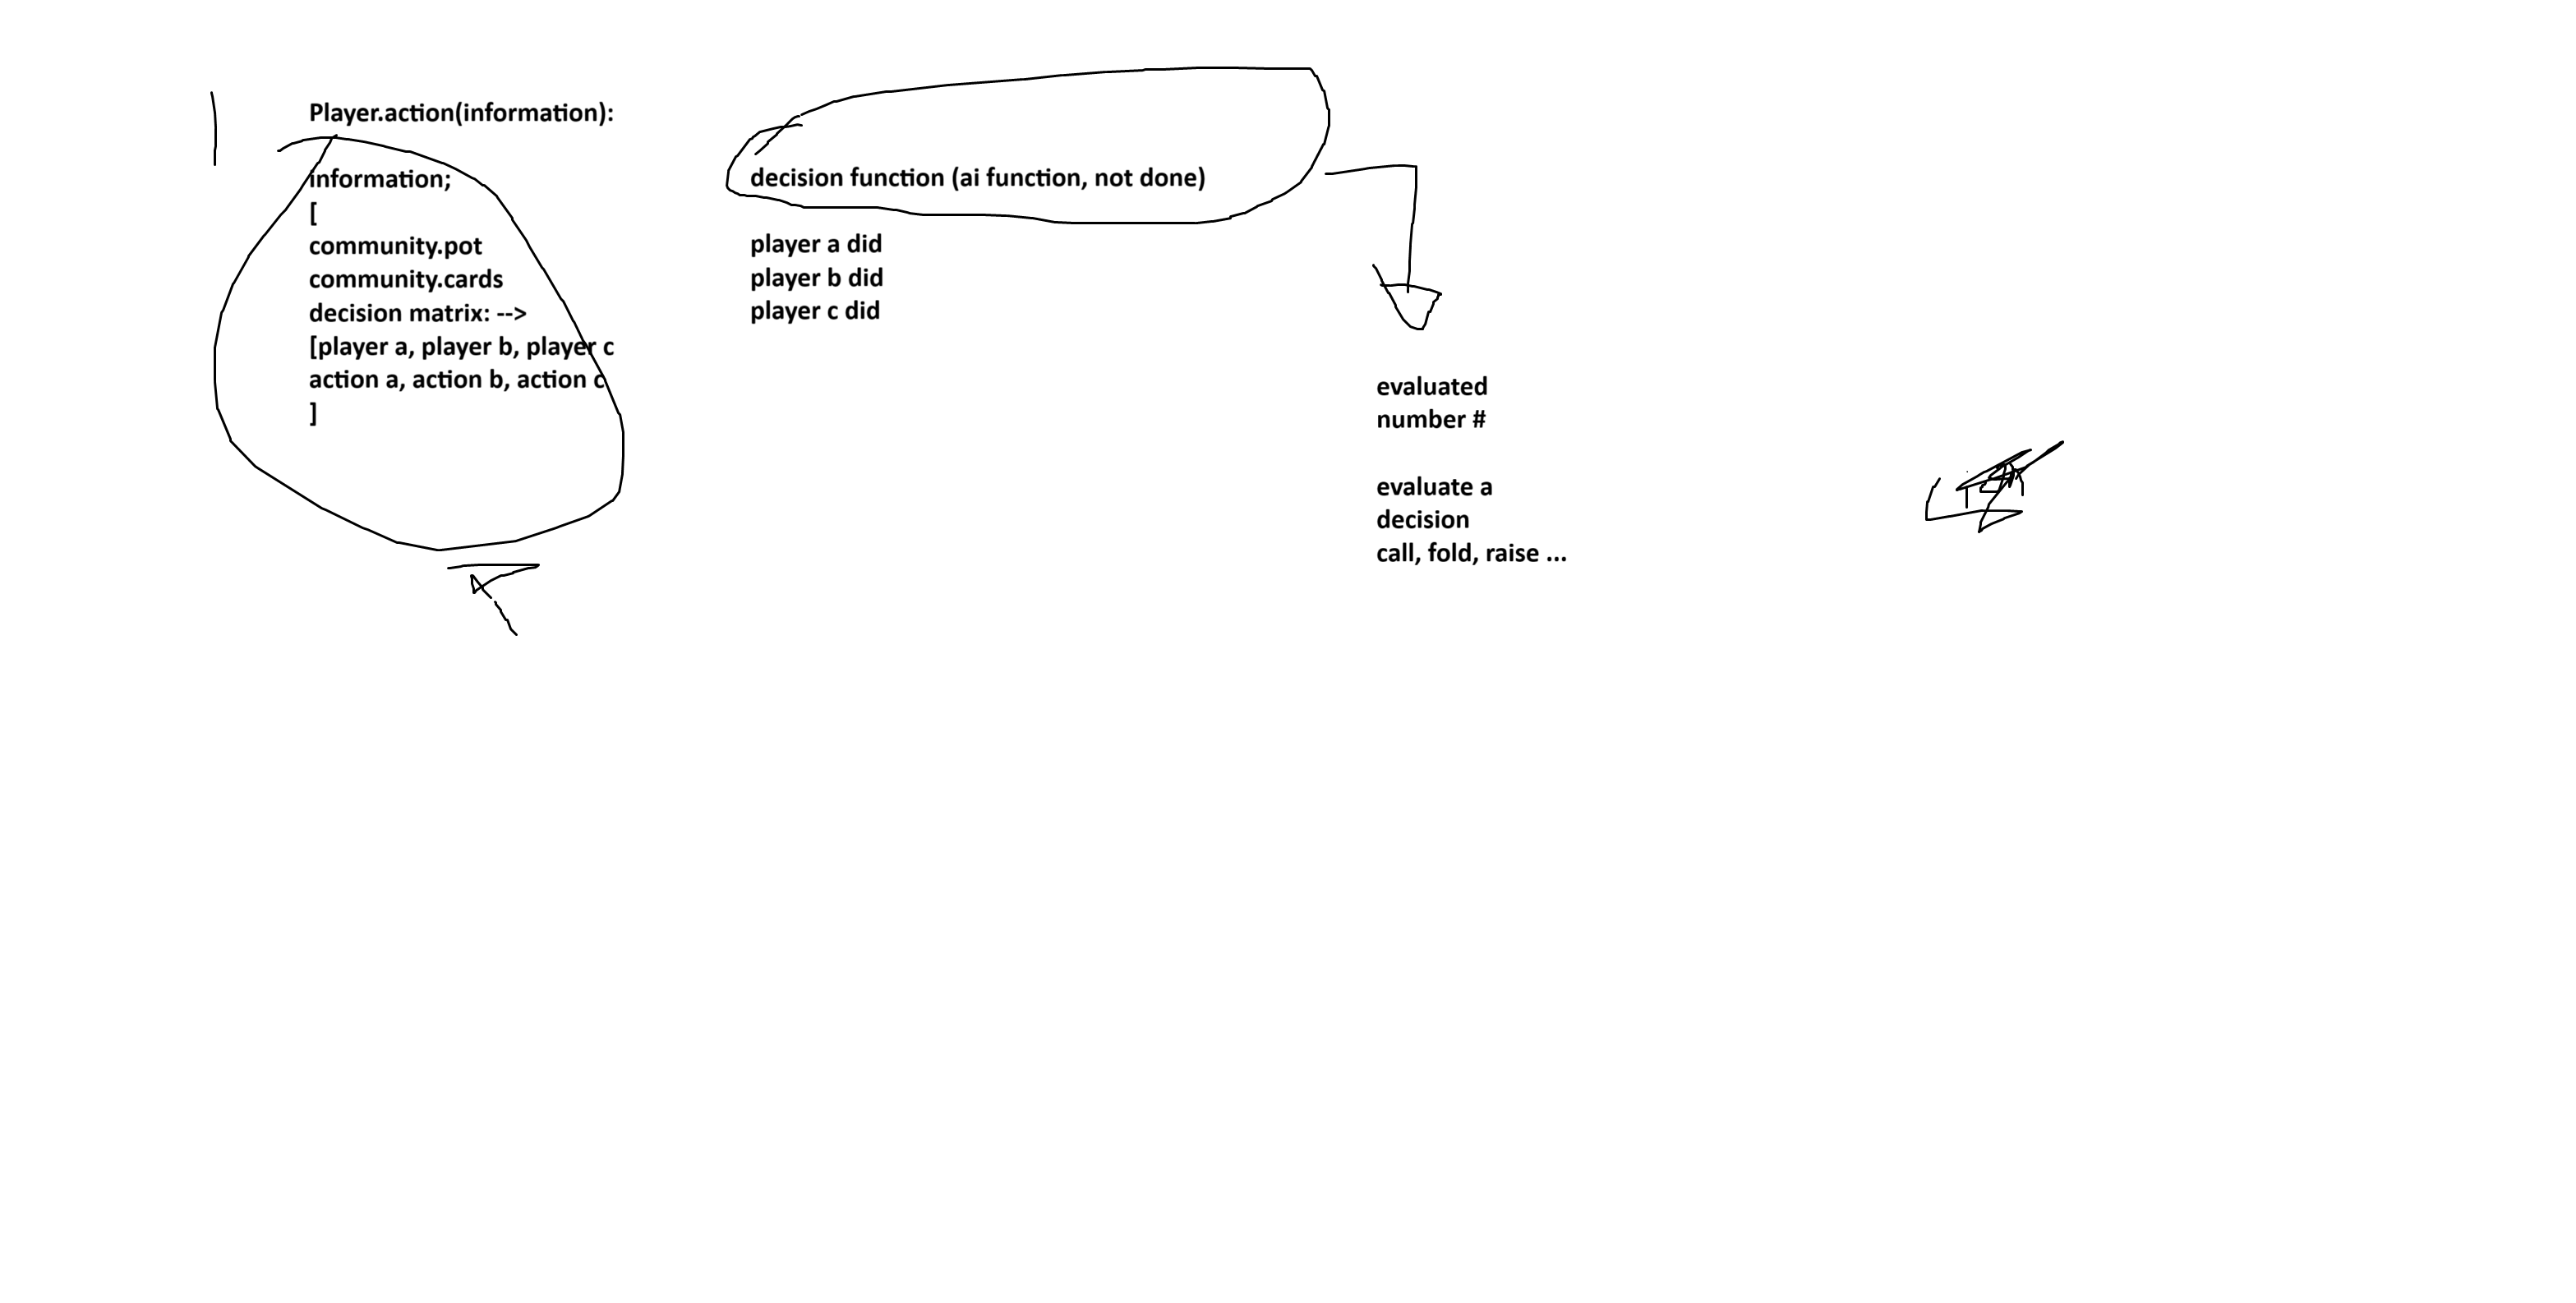 Player.action(information):
information;
[
community.pot
community.cards
decision matrix: -->
[player a, player b, player c
action a, action b, action c
]
decision function (ai function, not done)
player a did
player b did
player c did
evaluated
number #
evaluate a
decision
call, fold, raise ...